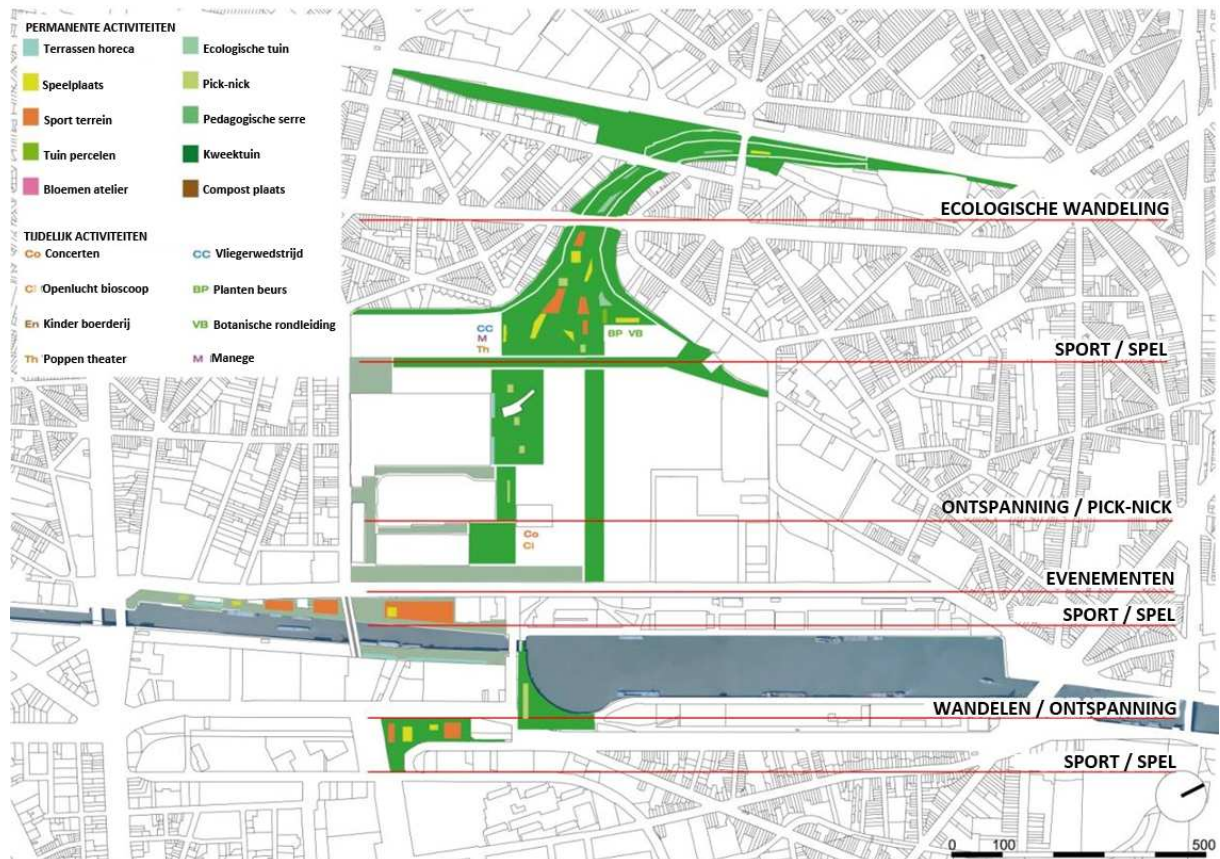 PERMANENTE ACTIVITEITEN
Terrassen horeca
Ecologische tuin
Speelplaats
Pick-nick
Sport terrein
Pedagogische serre
Tuin percelen
Kweektuin
Bloemen atelier
Compost plaats
TIJDELIJK ACTIVITEITEN
Co Concerten
CC Vliegerwedstrijd
Ci Openlucht bioscoop
BP Planten beurs
En Kinder boerderij
VB Botanische rondleiding
Th Poppen theater
M Manege
ECOLOGISCHE WANDELING
CC
M
Th
BP VB
SPORT / SPEL
ONTSPANNING / PICK-NICK
Co
Ci
EVENEMENTEN
SPORT / SPEL
WANDELEN / ONTSPANNING
SPORT / SPEL
0 100 500